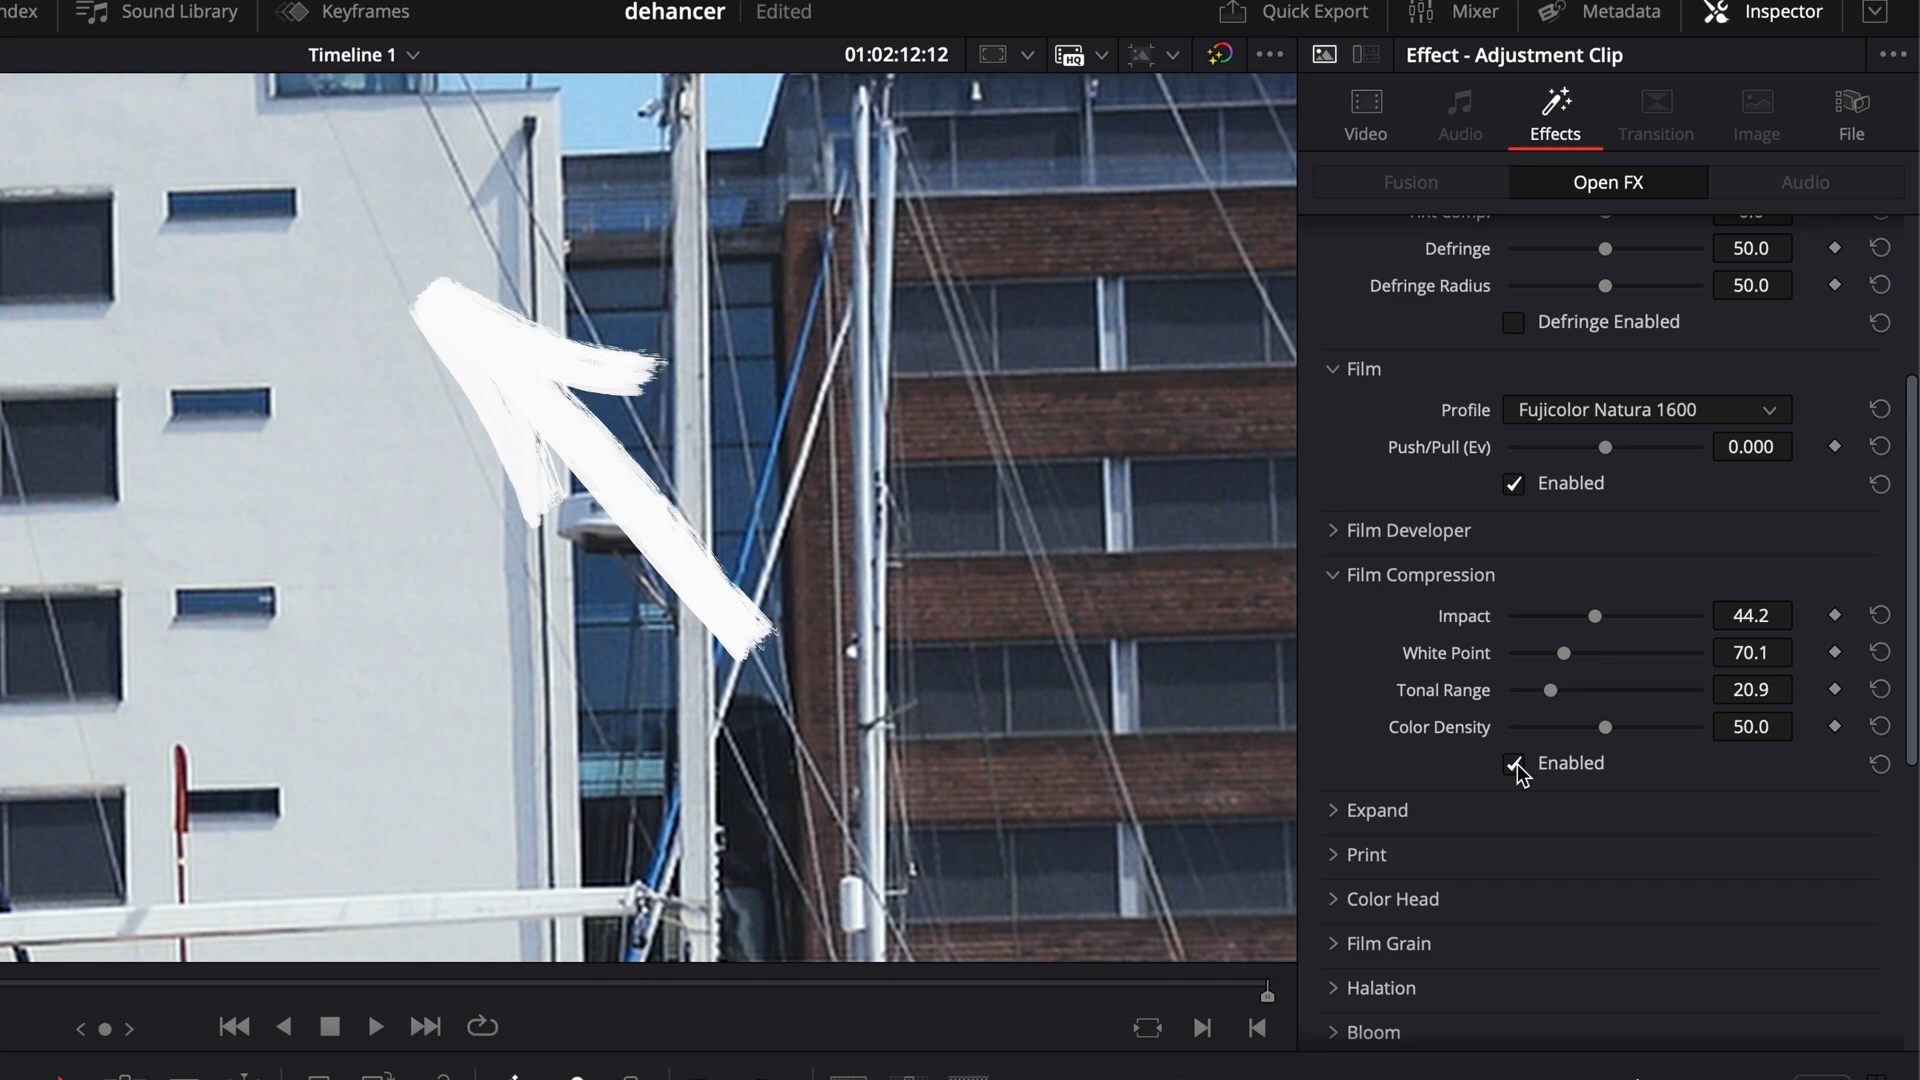 ndex
Sound Library
Keyframes
dehancer
Edited
Quick Export
Mixer
Metadata
Inspector
Timeline 1
01:02:12:12
HQ
Effect - Adjustment Clip
Video
Audio
Effects
Transition
Image
File
Fusion
Open FX
Audio
Defringe 50.0
Defringe Radius 50.0
Defringe Enabled
Film
Profile Fujicolor Natura 1600
Push/Pull (Ev) 0.000
Enabled
Film Developer
Film Compression
Impact 44.2
White Point 70.1
Tonal Range 20.9
Color Density 50.0
Enabled
Expand
Print
Color Head
Film Grain
Halation
Bloom